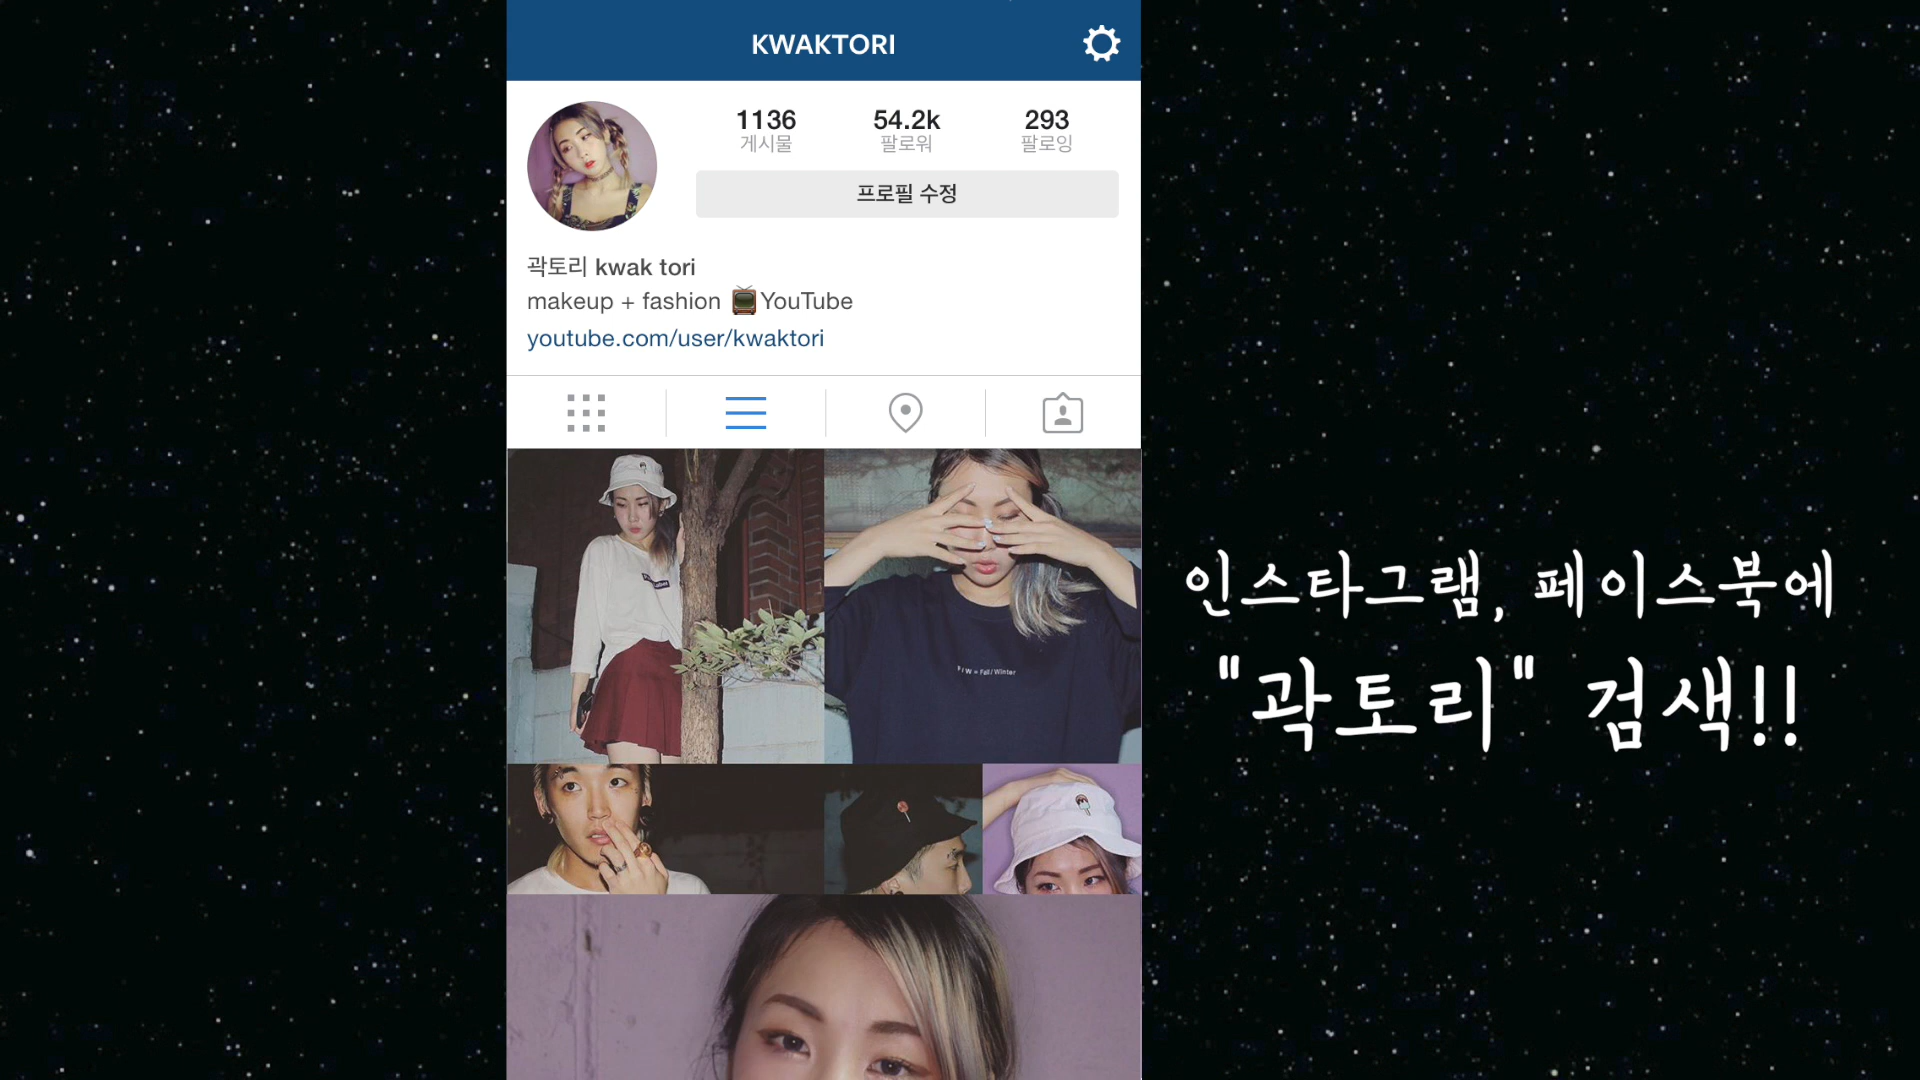 KWAKTORI
1136 54.2k 293
게시물 팔로워 팔로잉
프로필 수정
곽토리 kwak tori
makeup + fashion 📺YouTube
youtube.com/user/kwaktori
F/W = Fall/Winter
인스타그램, 페이스북에
"곽토리" 검색!!